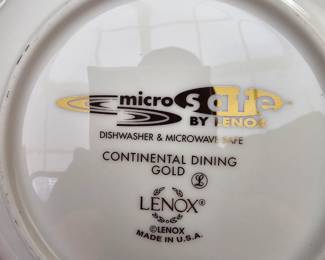 micro safe
BY LENOX
DISHWASHER & MICROWAVE SAFE
CONTINENTAL DINING
GOLD
L
LENOX®
©LENOX
MADE IN U.S.A.